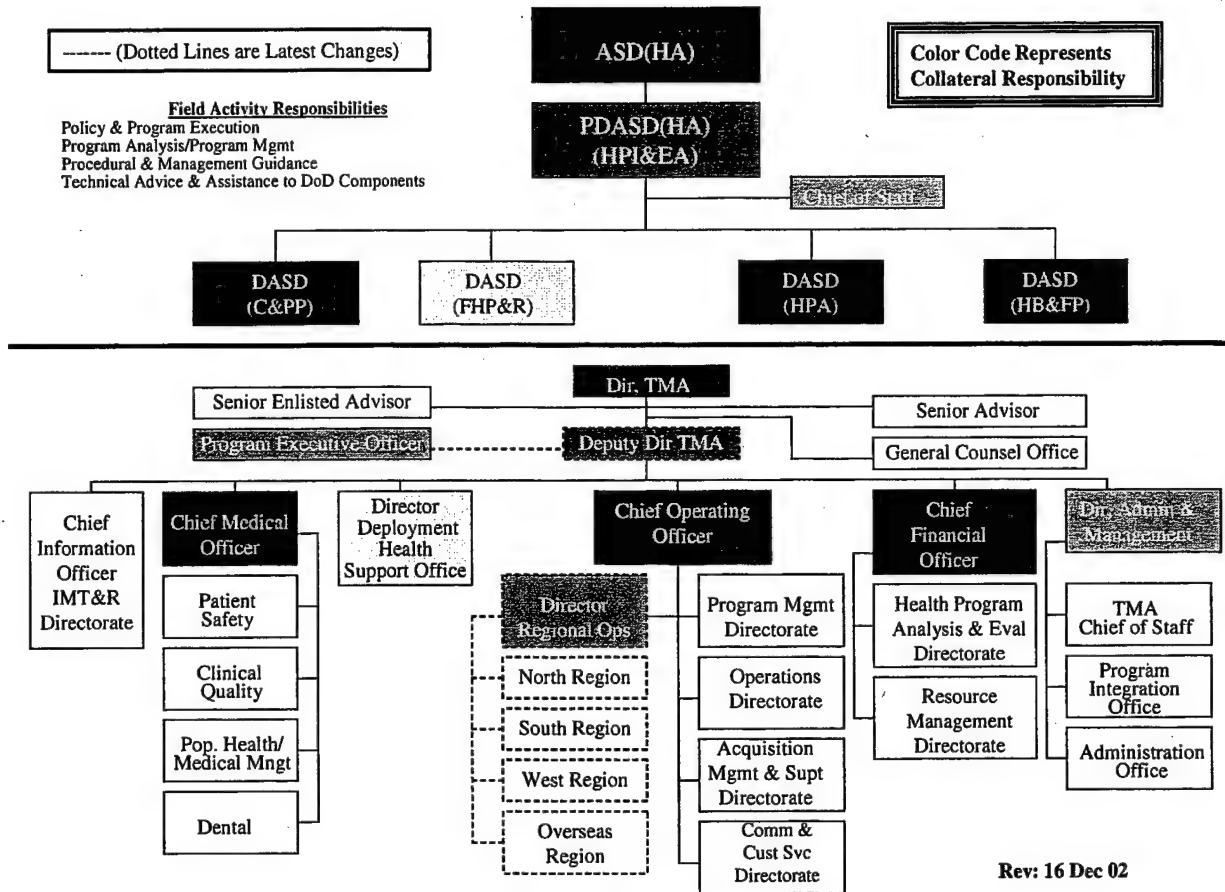 ------- (Dotted Lines are Latest Changes)
ASD(HA)
Color Code Represents
Collateral Responsibility
Field Activity Responsibilities
Policy & Program Execution
Program Analysis/Program Mgmt
Procedural & Management Guidance
Technical Advice & Assistance to DoD Components
PDASD(HA)
(HPI&EA)
Chief of Staff
DASD
(C&PP)
DASD
(FHP&R)
DASD
(HPA)
DASD
(HB&FP)
Dir, TMA
Senior Enlisted Advisor
Senior Advisor
Program Executive Officer
Deputy Dir TMA
General Counsel Office
Chief
Information
Officer
IMT&R
Directorate
Chief Medical
Officer
Patient
Safety
Clinical
Quality
Pop. Health/
Medical Mngt
Dental
Director
Deployment
Health
Support Office
Chief Operating
Officer
Director
Regional Ops
North Region
South Region
West Region
Overseas
Region
Program Mgmt
Directorate
Operations
Directorate
Acquisition
Mgmt & Supt
Directorate
Comm &
Cust Svc
Directorate
Chief
Financial
Officer
Health Program
Analysis & Eval
Directorate
Resource
Management
Directorate
Dir, Admin &
Management
TMA
Chief of Staff
Program
Integration
Office
Administration
Office
Rev: 16 Dec 02